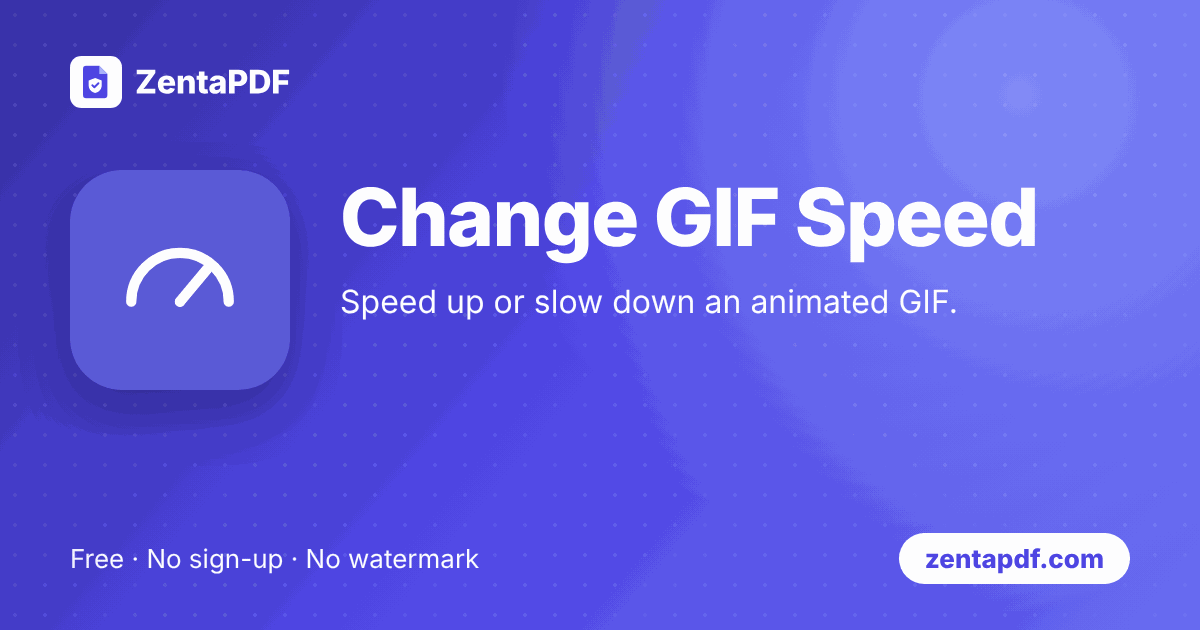 ZentaPDF
Change GIF Speed
Speed up or slow down an animated GIF.
Free · No sign-up · No watermark
zentapdf.com